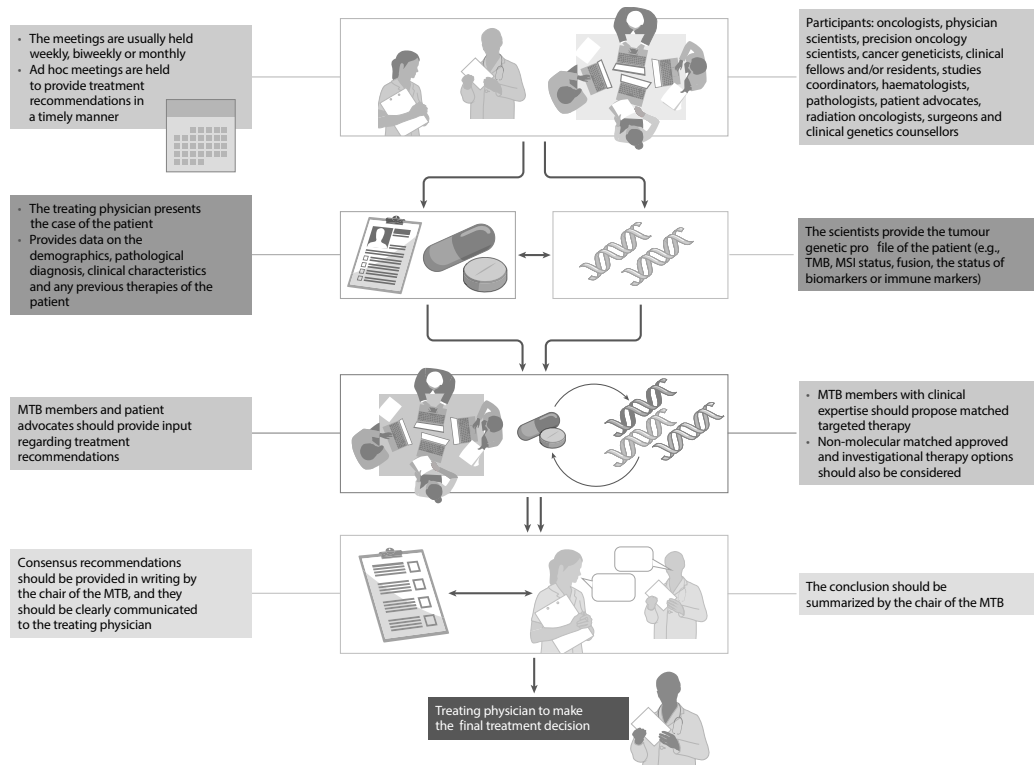 • The meetings are usually held
weekly, biweekly or monthly
• Ad hoc meetings are held
to provide treatment
recommendations in
a timely manner
Participants: oncologists, physician
scientists, precision oncology
scientists, cancer geneticists, clinical
fellows and/or residents, studies
coordinators, haematologists,
pathologists, patient advocates,
radiation oncologists, surgeons and
clinical genetics counsellors
• The treating physician presents
the case of the patient
• Provides data on the
demographics, pathological
diagnosis, clinical characteristics
and any previous therapies of the
patient
The scientists provide the tumour
genetic pro file of the patient (e.g.,
TMB, MSI status, fusion, the status of
biomarkers or immune markers)
MTB members and patient
advocates should provide input
regarding treatment
recommendations
• MTB members with clinical
expertise should propose matched
targeted therapy
• Non-molecular matched approved
and investigational therapy options
should also be considered
Consensus recommendations
should be provided in writing by
the chair of the MTB, and they
should be clearly communicated
to the treating physician
The conclusion should be
summarized by the chair of the MTB
Treating physician to make
the final treatment decision